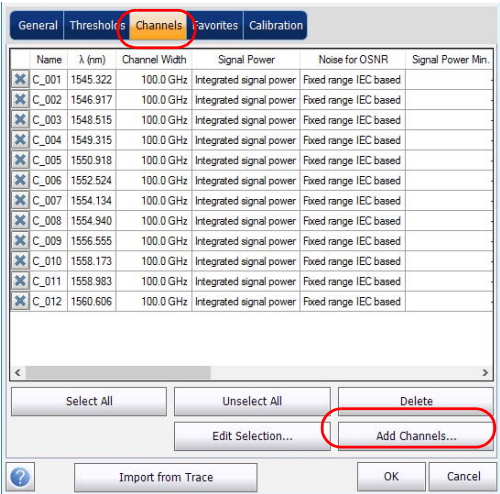 General Thresholds Channels Favorites Calibration
Name λ (nm) Channel Width Signal Power Noise for OSNR Signal Power Min.
C_001 1545.322 100.0 GHz Integrated signal power Fixed range IEC based
C_002 1546.917 100.0 GHz Integrated signal power Fixed range IEC based
C_003 1548.515 100.0 GHz Integrated signal power Fixed range IEC based
C_004 1549.315 100.0 GHz Integrated signal power Fixed range IEC based
C_005 1550.918 100.0 GHz Integrated signal power Fixed range IEC based
C_006 1552.524 100.0 GHz Integrated signal power Fixed range IEC based
C_007 1554.134 100.0 GHz Integrated signal power Fixed range IEC based
C_008 1554.940 100.0 GHz Integrated signal power Fixed range IEC based
C_009 1556.555 100.0 GHz Integrated signal power Fixed range IEC based
C_010 1558.173 100.0 GHz Integrated signal power Fixed range IEC based
C_011 1558.983 100.0 GHz Integrated signal power Fixed range IEC based
C_012 1560.606 100.0 GHz Integrated signal power Fixed range IEC based
Select All Unselect All Delete
Edit Selection... Add Channels...
? Import from Trace OK Cancel